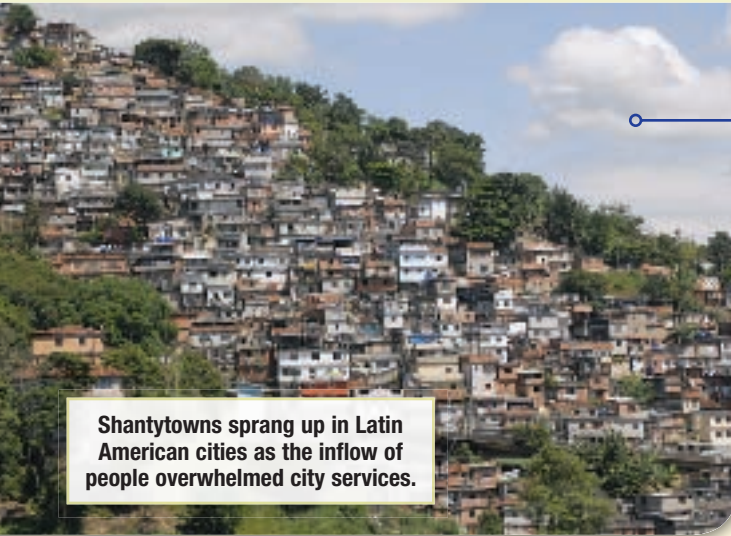 Shantytowns sprang up in Latin
American cities as the inflow of
people overwhelmed city services.